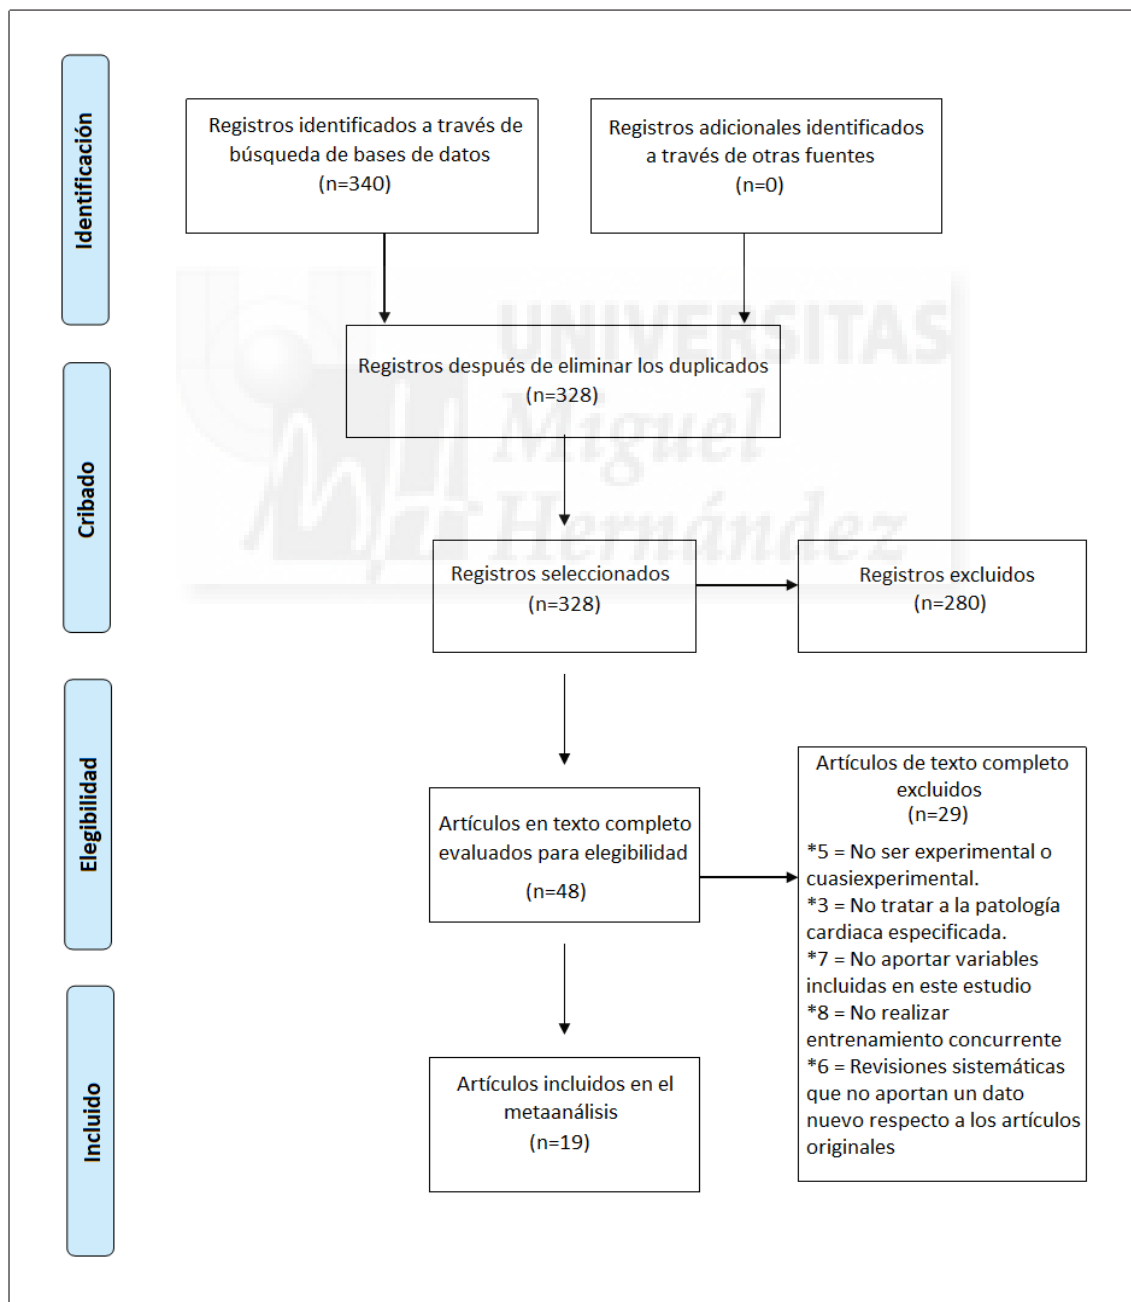 Identificación
Registros identificados a través de
búsqueda de bases de datos
(n=340)
Registros adicionales identificados
a través de otras fuentes
(n=0)
UNIVERSITAS
Miguel
Hernández
Registros después de eliminar los duplicados
(n=328)
Cribado
Registros seleccionados
(n=328)
Registros excluidos
(n=280)
Elegibilidad
Artículos en texto completo
evaluados para elegibilidad
(n=48)
Artículos de texto completo
excluidos
(n=29)
*5 = No ser experimental o
cuasiexperimental.
*3 = No tratar a la patología
cardiaca especificada.
*7 = No aportar variables
incluidas en este estudio
*8 = No realizar
entrenamiento concurrente
*6 = Revisiones sistemáticas
que no aportan un dato
nuevo respecto a los artículos
originales
Incluido
Artículos incluidos en el
metaanálisis
(n=19)